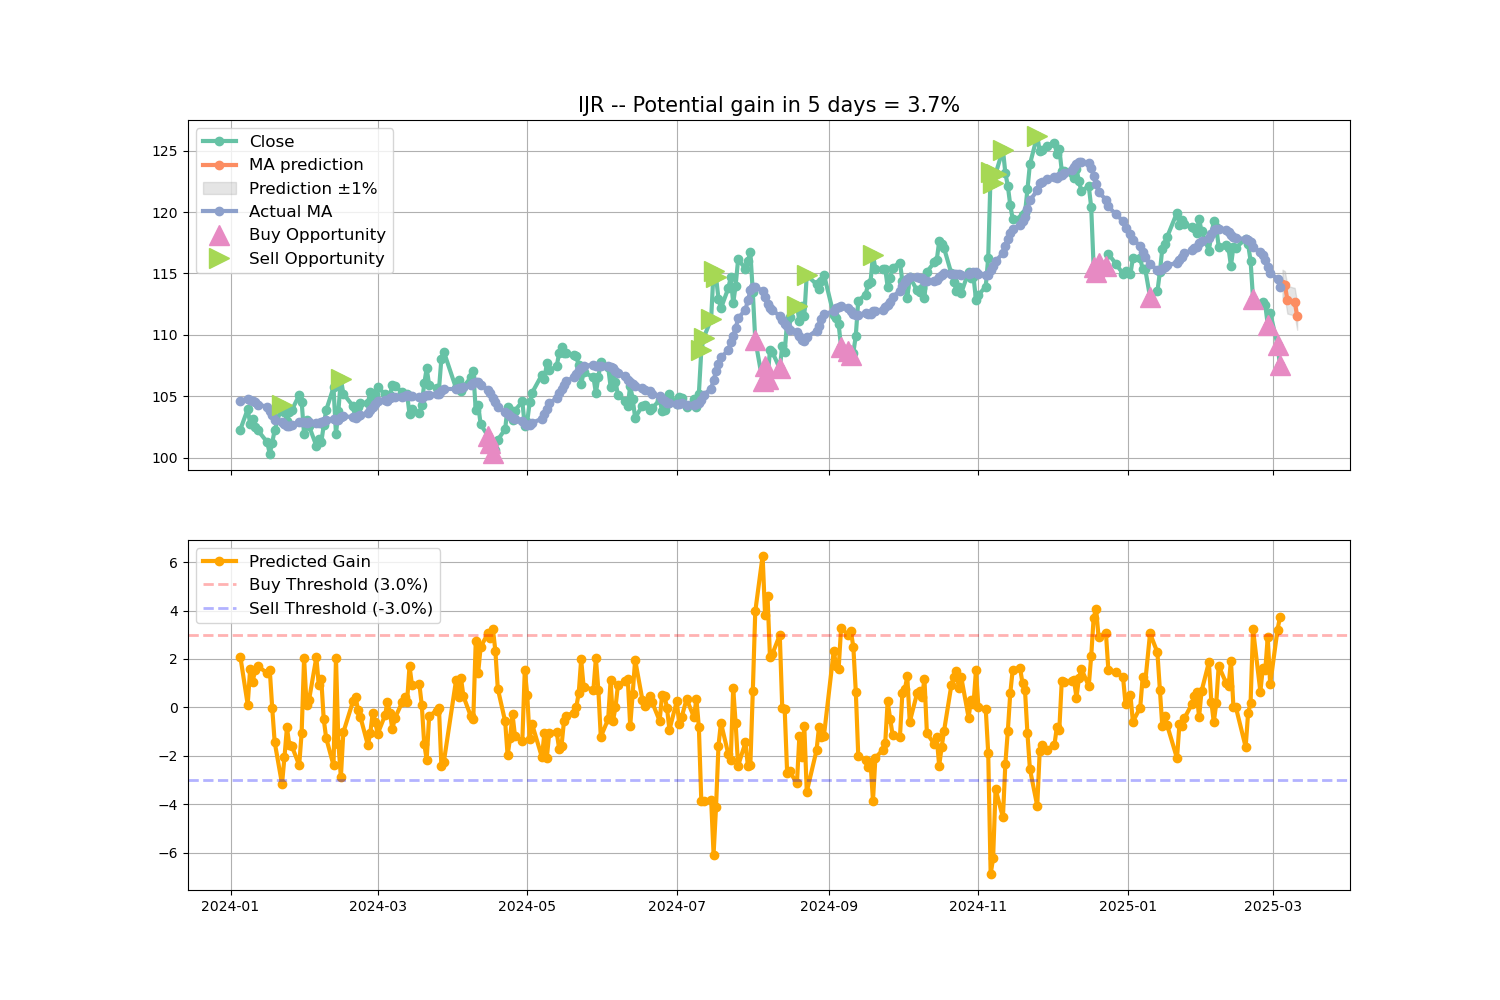 IJR -- Potential gain in 5 days = 3.7%
125
120
115
110
105
100
Close
MA prediction
Prediction ±1%
Actual MA
Buy Opportunity
Sell Opportunity
6
4
2
0
−2
−4
−6
Predicted Gain
Buy Threshold (3.0%)
Sell Threshold (-3.0%)
2024-01
2024-03
2024-05
2024-07
2024-09
2024-11
2025-01
2025-03